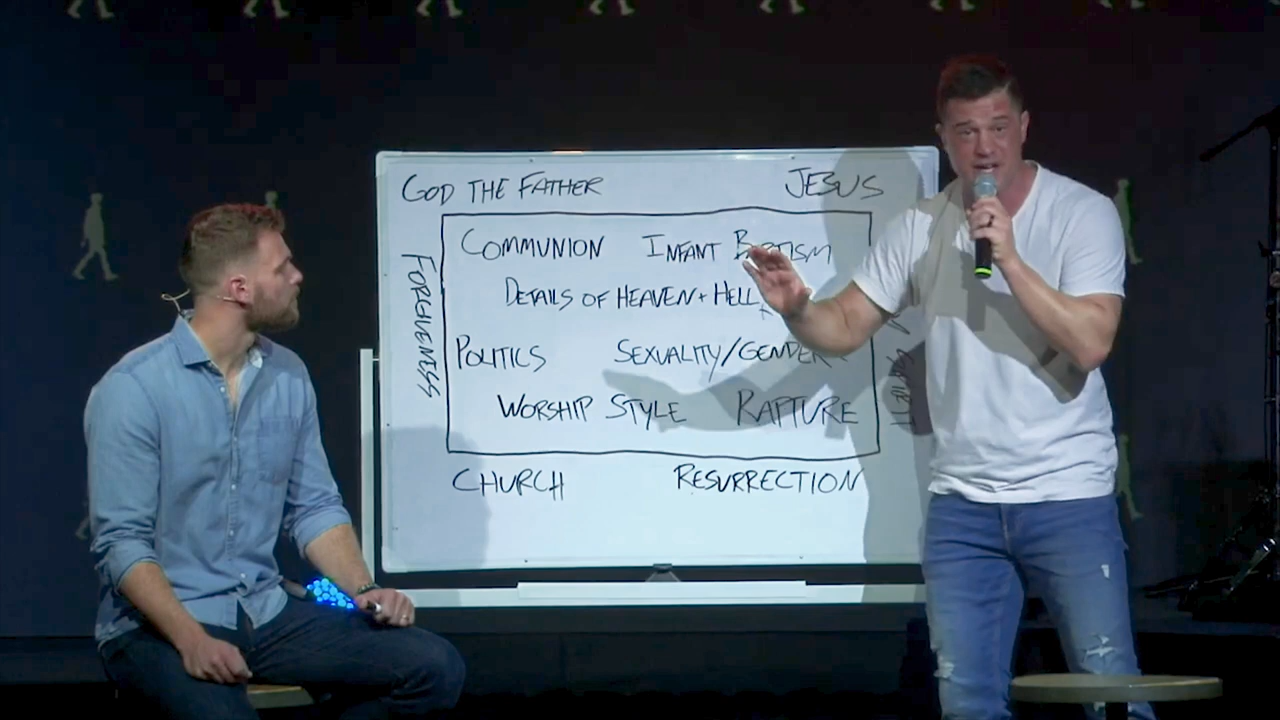 GOD THE FATHER JESUS
COMMUNION INFANT BAPTISM
DETAILS OF HEAVEN + HELL
FORGIVENESS
POLITICS SEXUALITY/GENDER
WORSHIP STYLE RAPTURE
CHURCH RESURRECTION